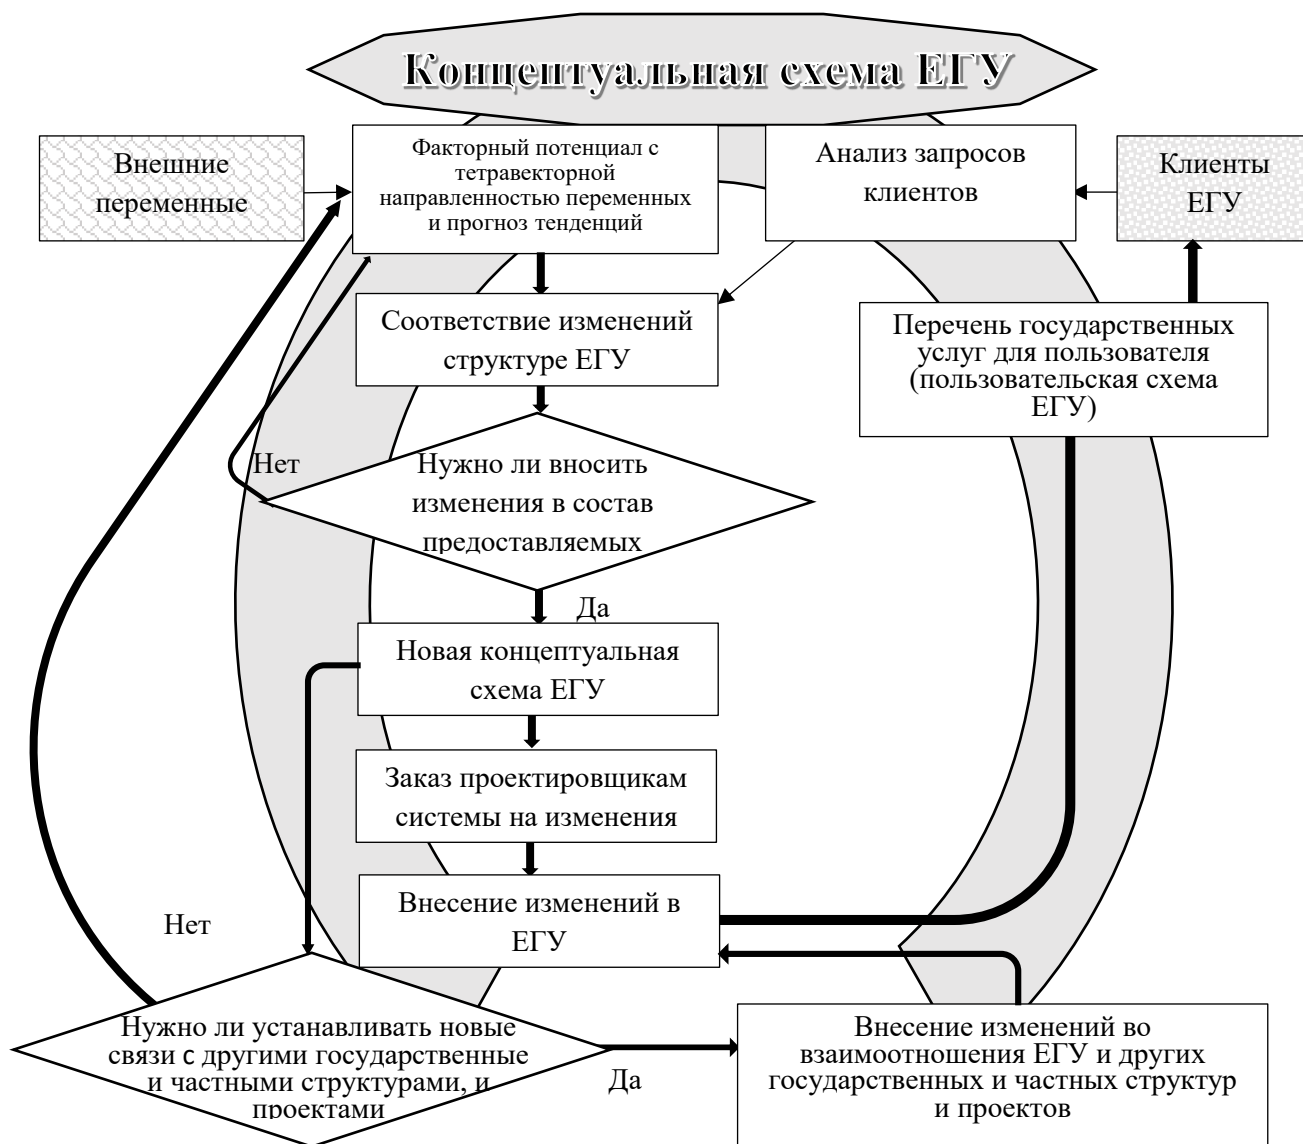 Концептуальная схема ЕГУ
Внешние
переменные
Факторный потенциал с
тетравекторной
направленностью переменных
и прогноз тенденций
Анализ запросов
клиентов
Клиенты
ЕГУ
Соответствие изменений
структуре ЕГУ
Перечень государственных
услуг для пользователя
(пользовательская схема
ЕГУ)
Нет
Нужно ли вносить
изменения в состав
предоставляемых
Да
Новая концептуальная
схема ЕГУ
Заказ проектировщикам
системы на изменения
Внесение изменений в
ЕГУ
Нет
Нужно ли устанавливать новые
связи с другими государственные
и частными структурами, и
проектами
Да
Внесение изменений во
взаимоотношения ЕГУ и других
государственных и частных структур
и проектов